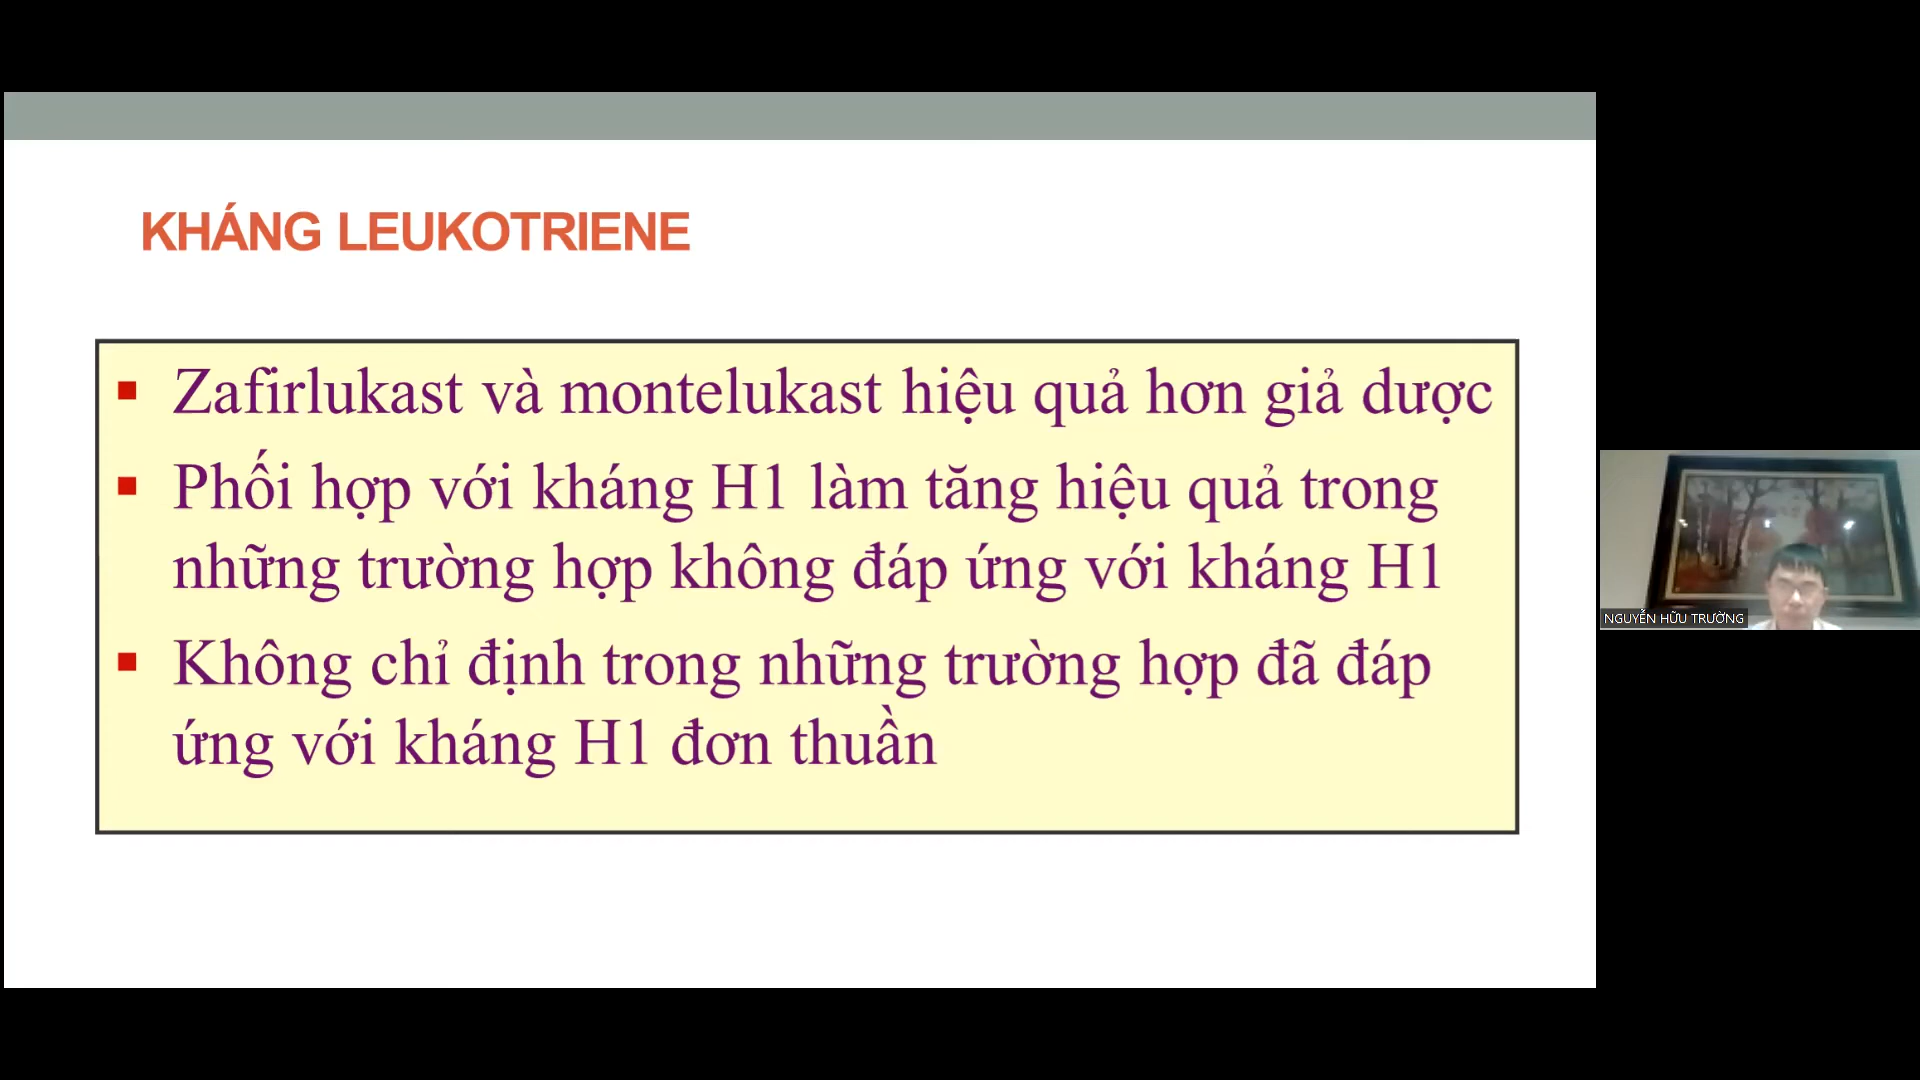 KHÁNG LEUKOTRIENE
▪ Zafirlukast và montelukast hiệu quả hơn giả dược
▪ Phối hợp với kháng H1 làm tăng hiệu quả trong
những trường hợp không đáp ứng với kháng H1
▪ Không chỉ định trong những trường hợp đã đáp
ứng với kháng H1 đơn thuần
NGUYỄN HỮU TRƯỜNG